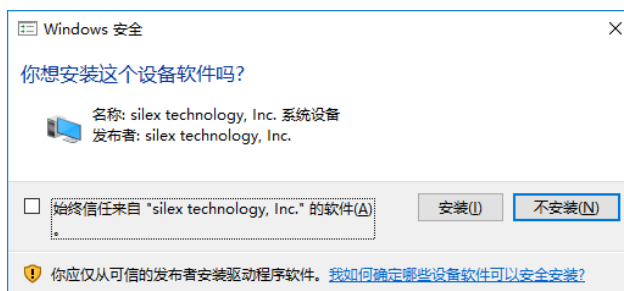 Windows 安全
你想安装这个设备软件吗?
名称: silex technology, Inc. 系统设备
发布者: silex technology, Inc.
始终信任来自 "silex technology, Inc." 的软件(A)
。
安装(I)
不安装(N)
你应仅从可信的发布者安装驱动程序软件。我如何确定哪些设备软件可以安全安装?